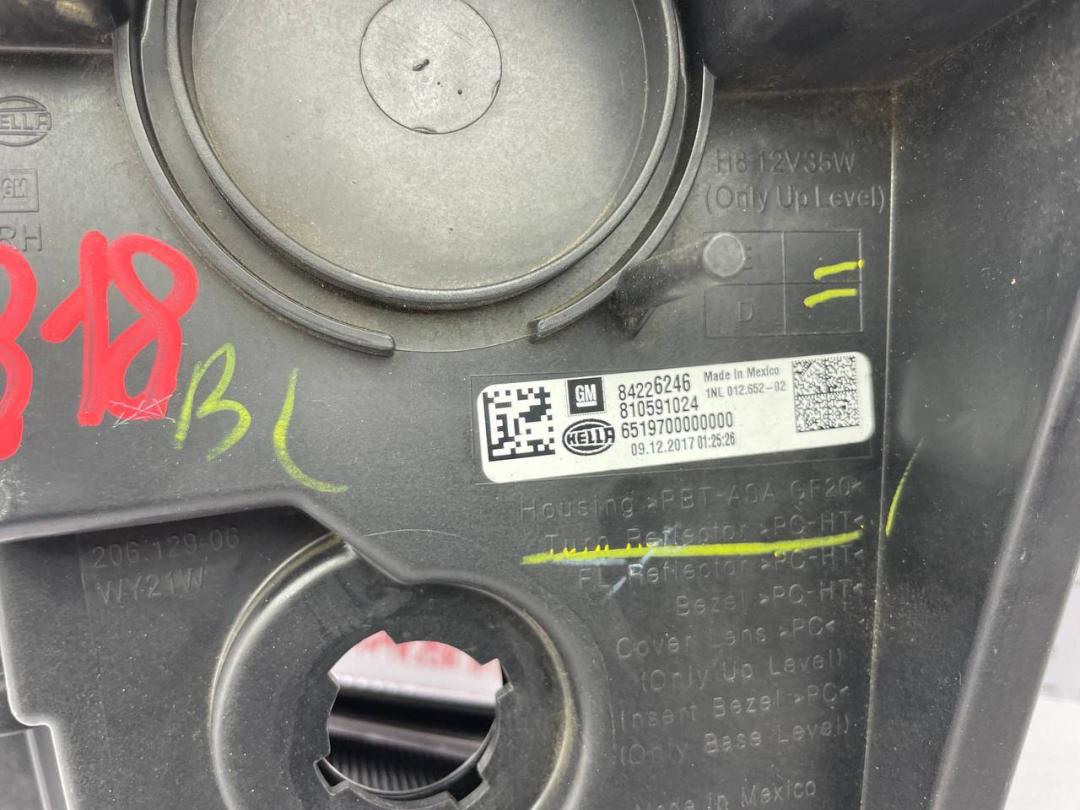 HELLA
GM
RH
318
BL
H8 12V35W
(Only Up Level)
E
D
GM
84226246
Made in Mexico
810591024
1NL 012.652-02
HELLA
6519700000000
09.12.2017 01:25:26
Housing >PBT-ASA GF20<
Turn Reflector >PC-HT<
FL Reflector >PC-HT<
Bezel >PC-HT<
Cover Lens >PC<
(Only Up Level)
Insert Bezel >PC<
(Only Base Level)
Made in Mexico
206.129-06
WY21W